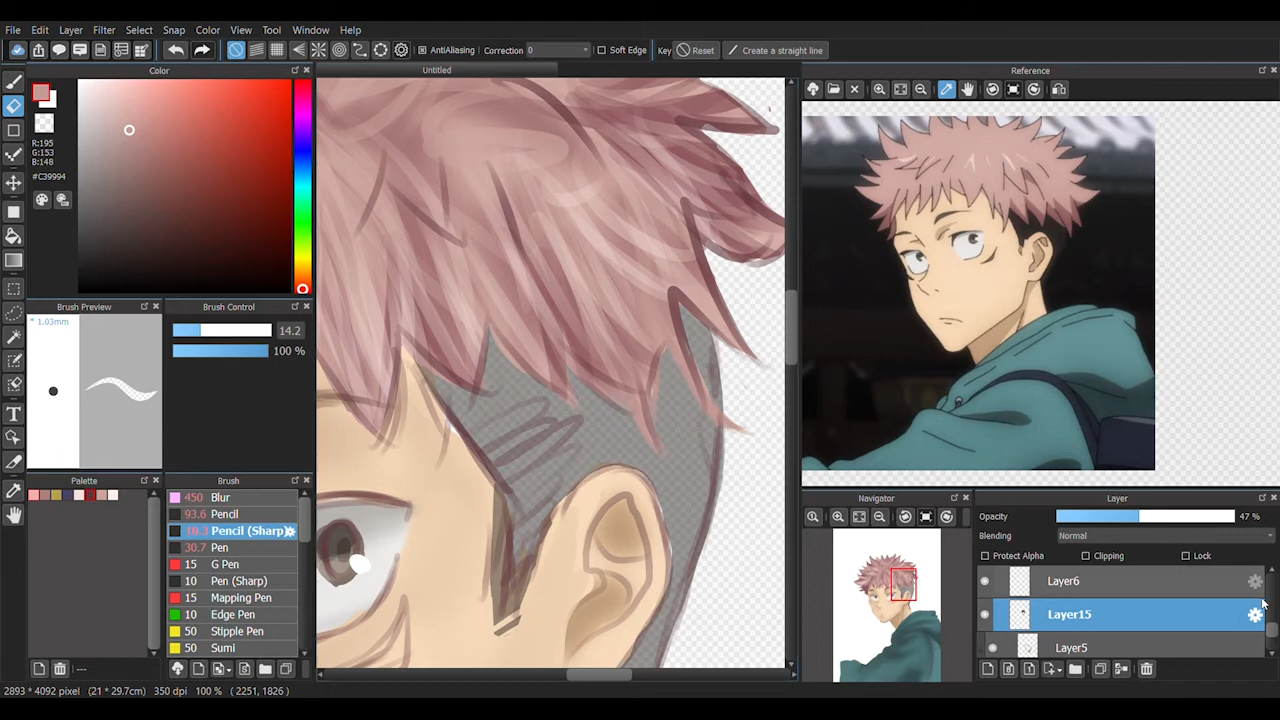 File Edit Layer Filter Select Snap Color View Tool Window Help
AntiAliasing Correction 0 Soft Edge Key Reset Create a straight line
Color
Untitled
Reference
R:195
G:153
B:148
#C39994
Brush Preview
Brush Control
* 1.03mm
14.2
100 %
Palette
Brush
450 Blur
93.6 Pencil
10.3 Pencil (Sharp)
30.7 Pen
15 G Pen
10 Pen (Sharp)
15 Mapping Pen
10 Edge Pen
50 Stipple Pen
50 Sumi
---
Navigator
Layer
Opacity 47 %
Blending Normal
Protect Alpha Clipping Lock
Layer6
Layer15
Layer5
2893 * 4092 pixel (21 * 29.7cm) 350 dpi 100 % ( 2251, 1826 )